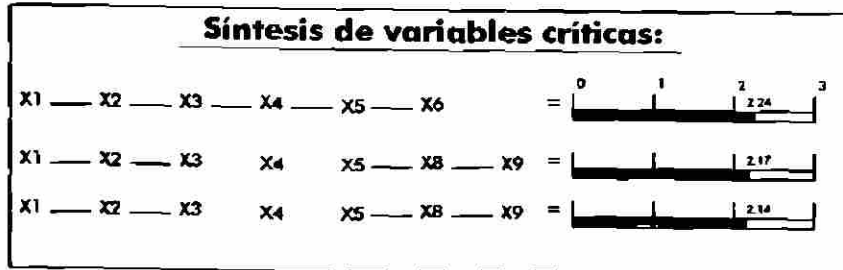 Síntesis de variables críticas:
0 1 2 3
X1 — X2 — X3 — X4 — X5 — X6 = 2 24
X1 — X2 — X3 X4 X5 — X8 — X9 = 2 17
X1 — X2 — X3 X4 X5 — X8 — X9 = 2 14